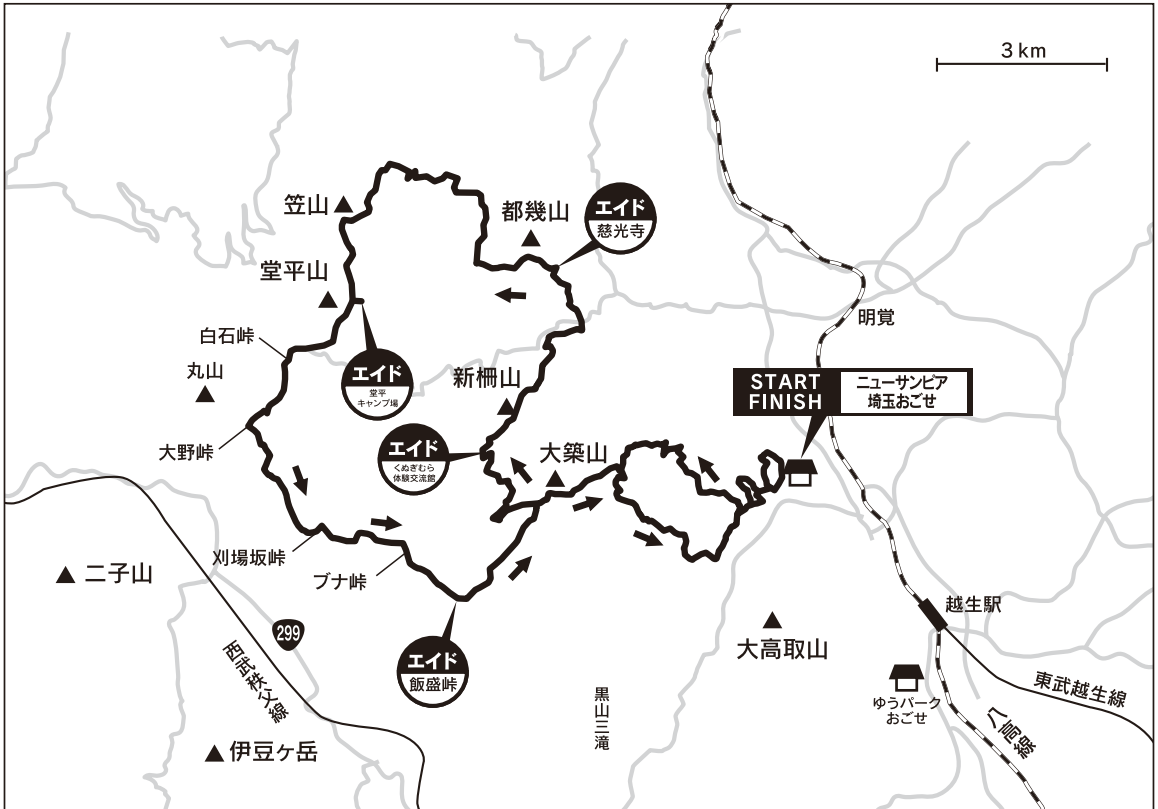 3 km
笠山
都幾山
エイド
慈光寺
堂平山
明覚
白石峠
丸山
エイド
堂平
キャンプ場
新柵山
START
FINISH
ニューサンピア
埼玉おごせ
大野峠
エイド
くぬぎむら
体験交流館
大築山
刈場坂峠
ブナ峠
二子山
越生駅
299
エイド
飯盛峠
大高取山
西武秩父線
黒山三滝
ゆうパーク
おごせ
東武越生線
八高線
伊豆ヶ岳